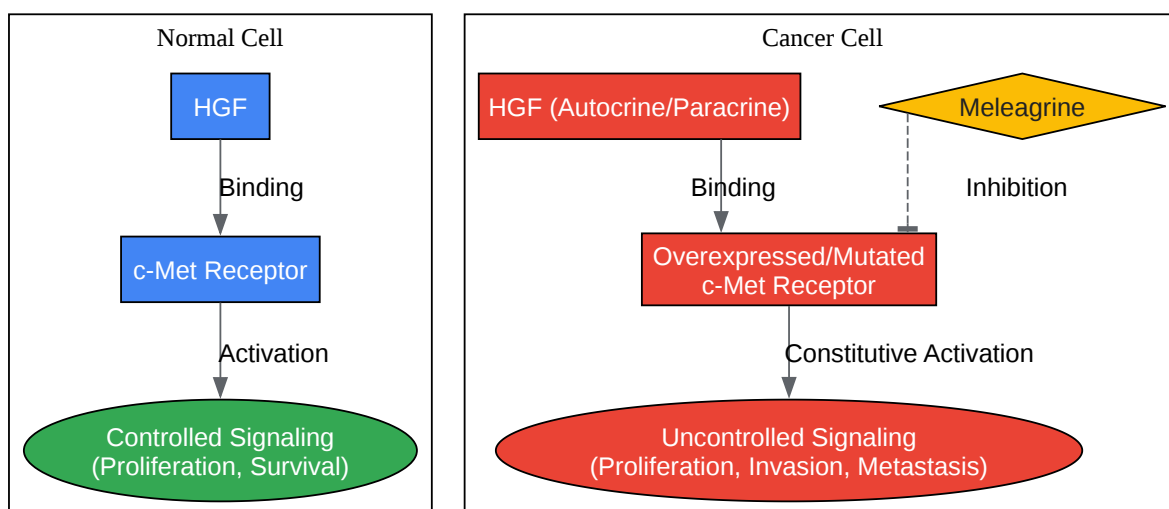 Normal Cell
HGF
Binding
c-Met Receptor
Activation
Controlled Signaling
(Proliferation, Survival)
Cancer Cell
HGF (Autocrine/Paracrine)
Meleagrine
Binding
Inhibition
Overexpressed/Mutated
c-Met Receptor
Constitutive Activation
Uncontrolled Signaling
(Proliferation, Invasion, Metastasis)